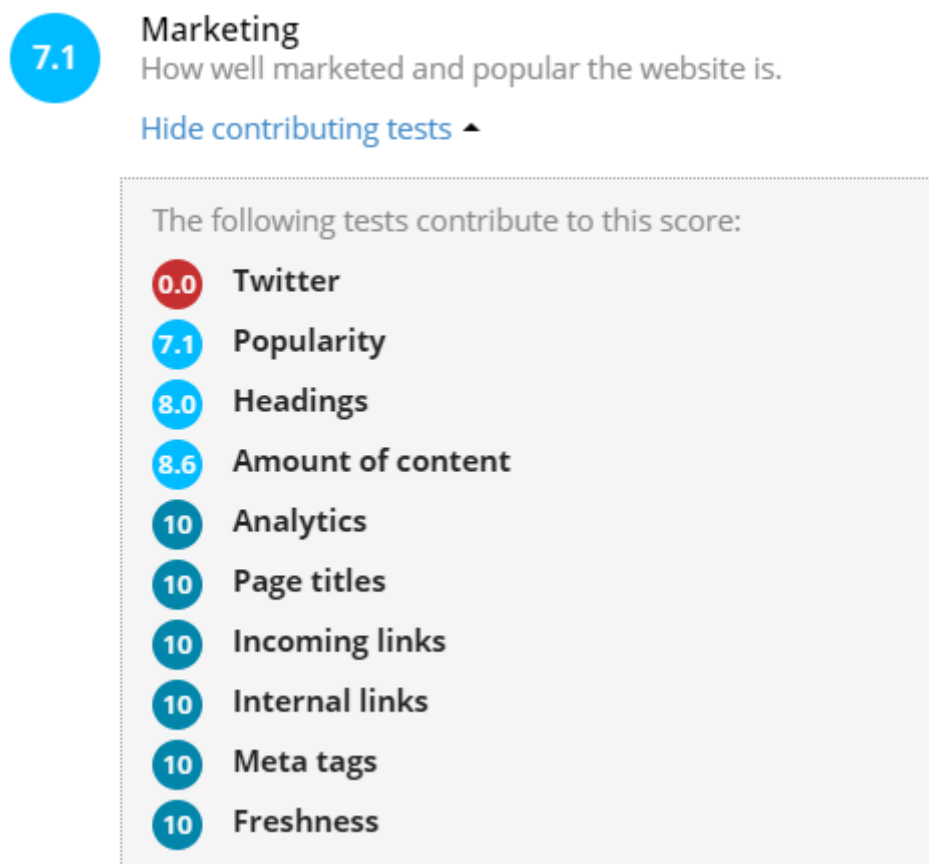 7.1
Marketing
How well marketed and popular the website is.
Hide contributing tests
The following tests contribute to this score:
0.0 Twitter
7.1 Popularity
8.0 Headings
8.6 Amount of content
10 Analytics
10 Page titles
10 Incoming links
10 Internal links
10 Meta tags
10 Freshness